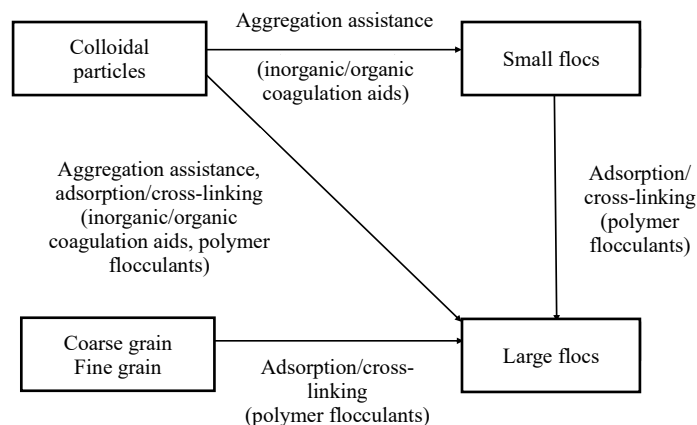 Aggregation assistance
Colloidal
particles
(inorganic/organic
coagulation aids)
Small flocs
Aggregation assistance,
adsorption/cross-linking
(inorganic/organic
coagulation aids, polymer
flocculants)
Adsorption/
cross-linking
(polymer
flocculants)
Coarse grain
Fine grain
Adsorption/cross-
linking
(polymer flocculants)
Large flocs